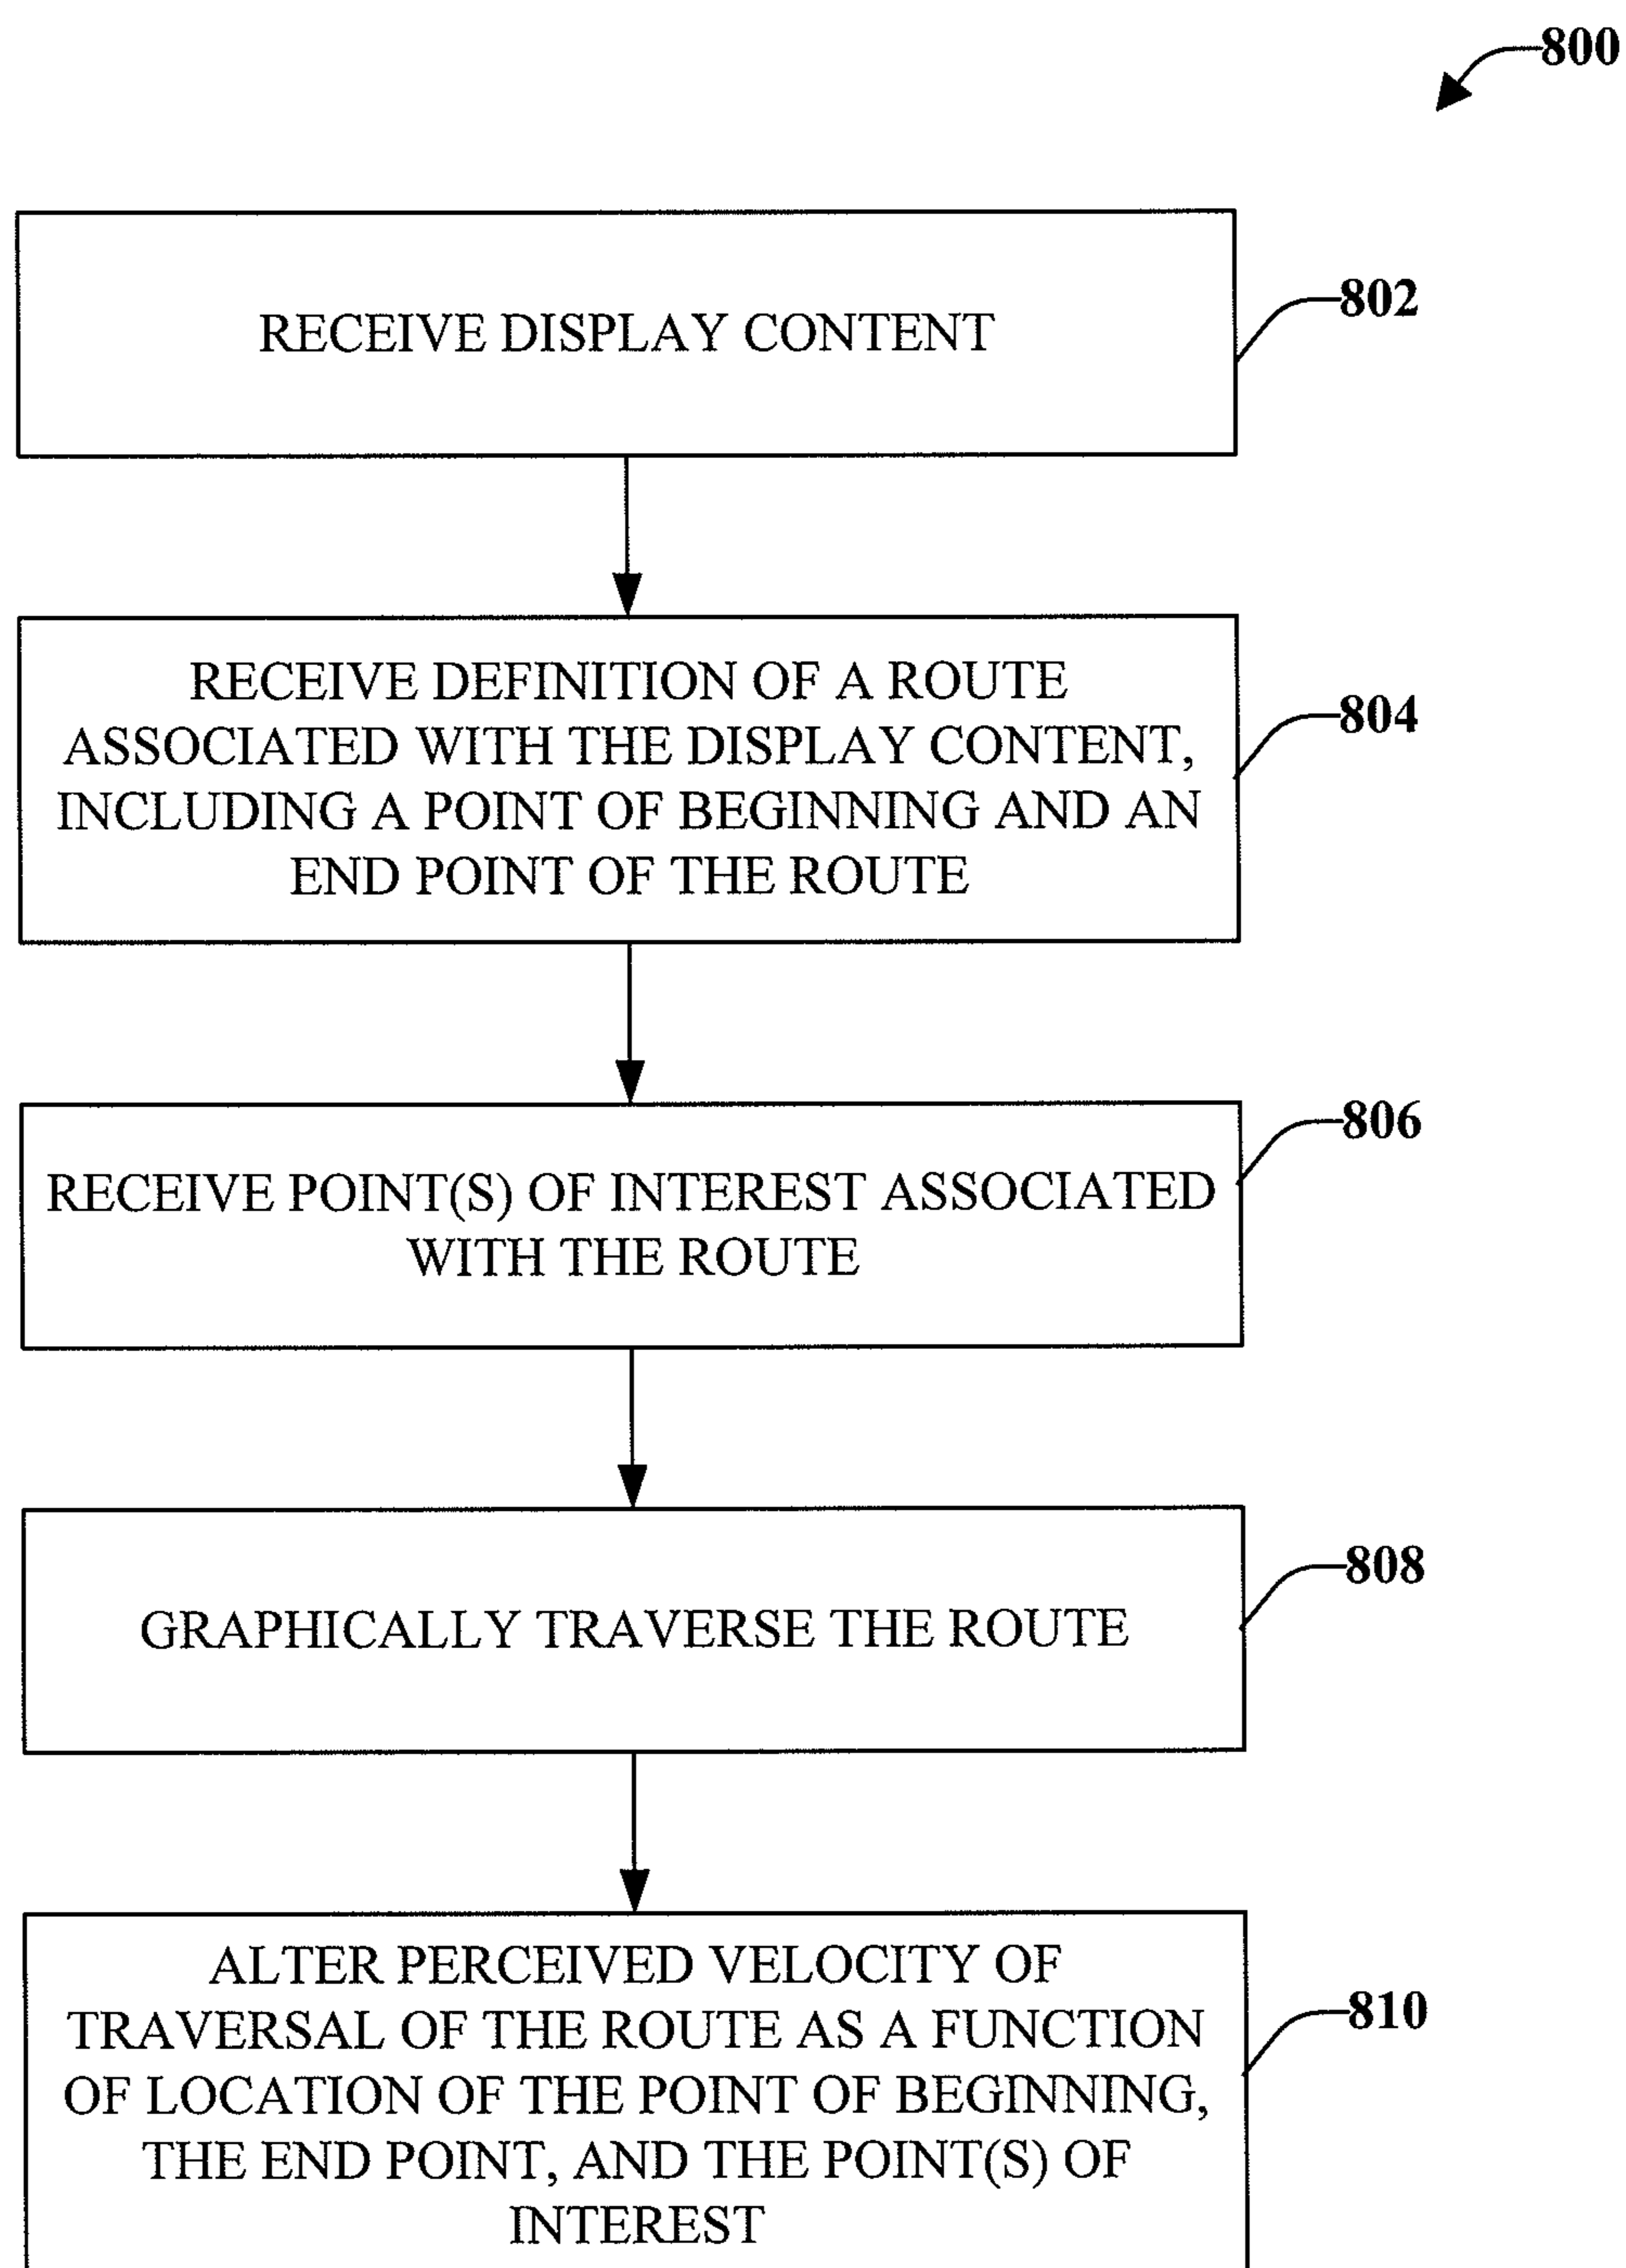 800
RECEIVE DISPLAY CONTENT
802
RECEIVE DEFINITION OF A ROUTE
ASSOCIATED WITH THE DISPLAY CONTENT,
INCLUDING A POINT OF BEGINNING AND AN
END POINT OF THE ROUTE
804
RECEIVE POINT(S) OF INTEREST ASSOCIATED
WITH THE ROUTE
806
GRAPHICALLY TRAVERSE THE ROUTE
808
ALTER PERCEIVED VELOCITY OF
TRAVERSAL OF THE ROUTE AS A FUNCTION
OF LOCATION OF THE POINT OF BEGINNING,
THE END POINT, AND THE POINT(S) OF
INTEREST
810